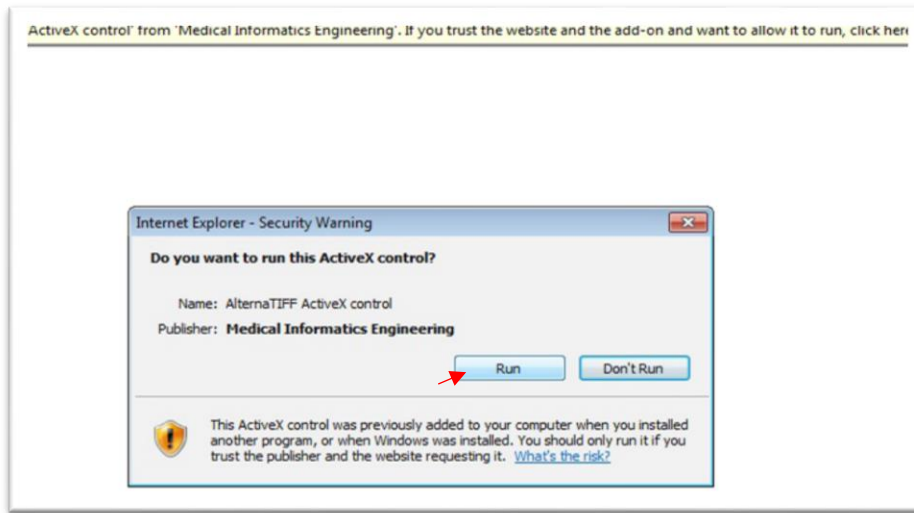 ActiveX control' from 'Medical Informatics Engineering'. If you trust the website and the add-on and want to allow it to run, click here
Internet Explorer - Security Warning
Do you want to run this ActiveX control?
Name: AlternaTIFF ActiveX control
Publisher: Medical Informatics Engineering
Run Don't Run
This ActiveX control was previously added to your computer when you installed
another program, or when Windows was installed. You should only run it if you
trust the publisher and the website requesting it. What's the risk?